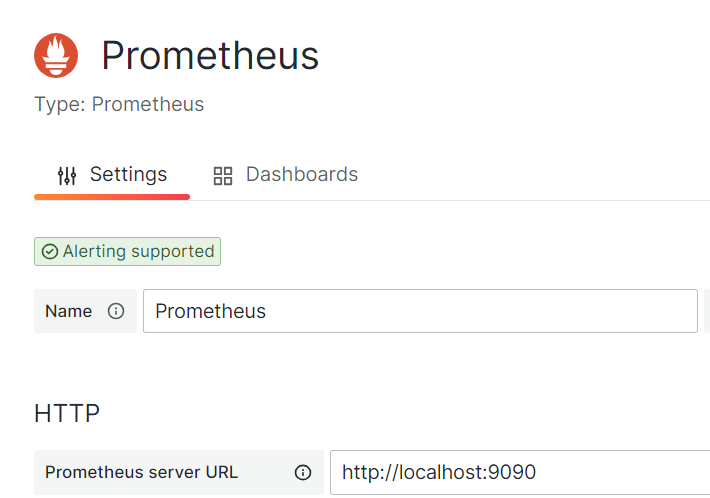 Prometheus
Type: Prometheus
Settings Dashboards
Alerting supported
Name Prometheus
HTTP
Prometheus server URL http://localhost:9090